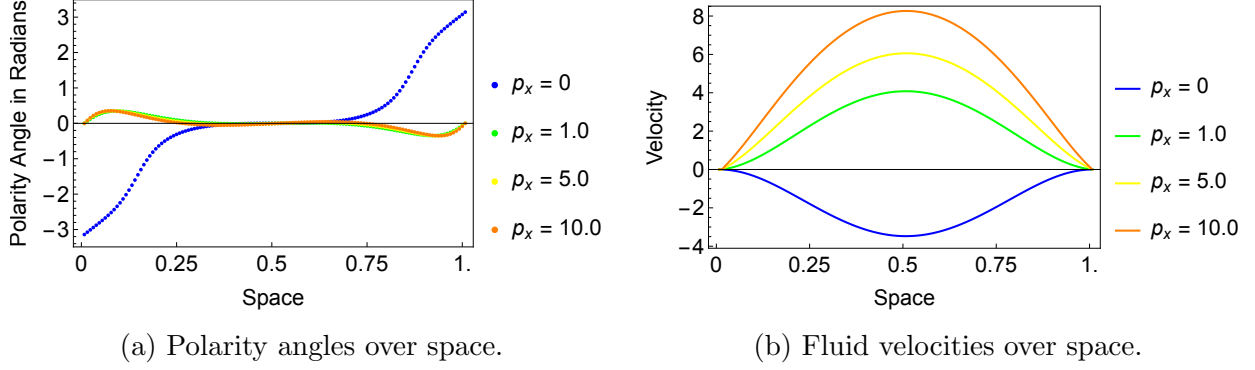 Polarity Angle in Radians
3
2
1
0
−1
−2
−3
0
0.25
0.5
0.75
1.
Space
p_x = 0
p_x = 1.0
p_x = 5.0
p_x = 10.0
(a) Polarity angles over space.
Velocity
8
6
4
2
0
−2
−4
0
0.25
0.5
0.75
1.
Space
p_x = 0
p_x = 1.0
p_x = 5.0
p_x = 10.0
(b) Fluid velocities over space.